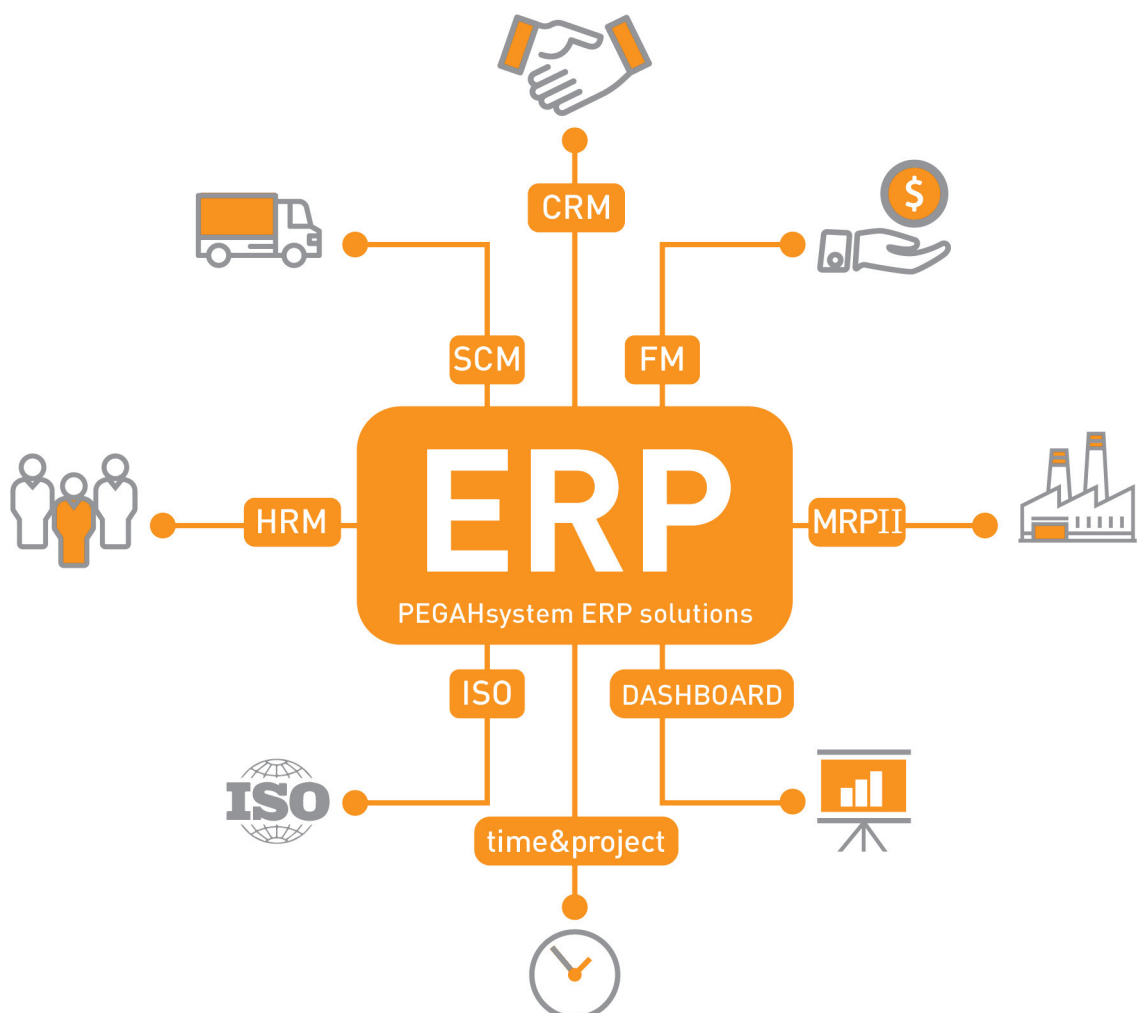 CRM
$
SCM
FM
ERP
PEGAHsystem ERP solutions
HRM
MRPII
ISO
DASHBOARD
ISO
time&project